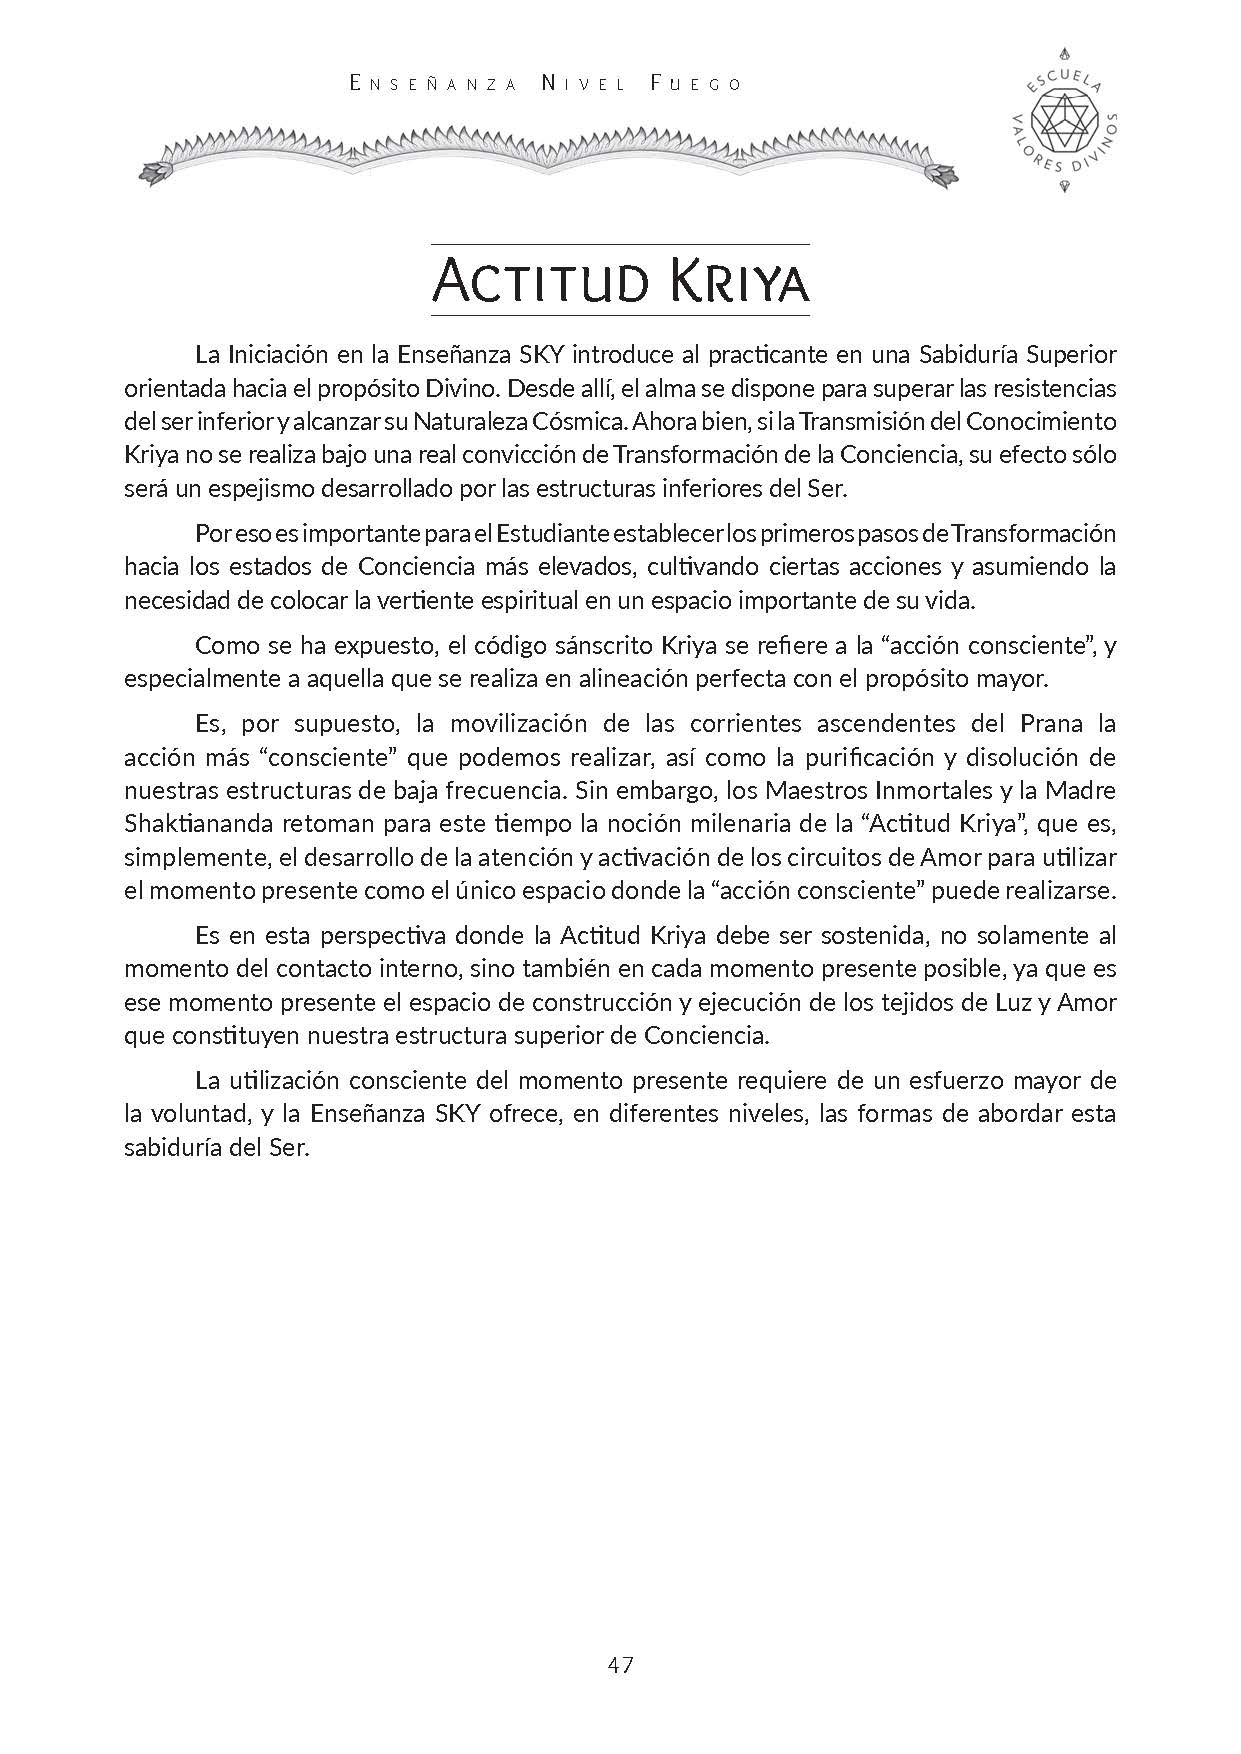 Enseñanza Nivel Fuego
ESCUELA
VALORES DIVINOS
Actitud Kriya
La Iniciación en la Enseñanza SKY introduce al practicante en una Sabiduría Superior
orientada hacia el propósito Divino. Desde allí, el alma se dispone para superar las resistencias
del ser inferior y alcanzar su Naturaleza Cósmica. Ahora bien, si la Transmisión del Conocimiento
Kriya no se realiza bajo una real convicción de Transformación de la Conciencia, su efecto sólo
será un espejismo desarrollado por las estructuras inferiores del Ser.
Por eso es importante para el Estudiante establecer los primeros pasos de Transformación
hacia los estados de Conciencia más elevados, cultivando ciertas acciones y asumiendo la
necesidad de colocar la vertiente espiritual en un espacio importante de su vida.
Como se ha expuesto, el código sánscrito Kriya se refiere a la “acción consciente”, y
especialmente a aquella que se realiza en alineación perfecta con el propósito mayor.
Es, por supuesto, la movilización de las corrientes ascendentes del Prana la
acción más “consciente” que podemos realizar, así como la purificación y disolución de
nuestras estructuras de baja frecuencia. Sin embargo, los Maestros Inmortales y la Madre
Shaktiananda retoman para este tiempo la noción milenaria de la “Actitud Kriya”, que es,
simplemente, el desarrollo de la atención y activación de los circuitos de Amor para utilizar
el momento presente como el único espacio donde la “acción consciente” puede realizarse.
Es en esta perspectiva donde la Actitud Kriya debe ser sostenida, no solamente al
momento del contacto interno, sino también en cada momento presente posible, ya que es
ese momento presente el espacio de construcción y ejecución de los tejidos de Luz y Amor
que constituyen nuestra estructura superior de Conciencia.
La utilización consciente del momento presente requiere de un esfuerzo mayor de
la voluntad, y la Enseñanza SKY ofrece, en diferentes niveles, las formas de abordar esta
sabiduría del Ser.
47